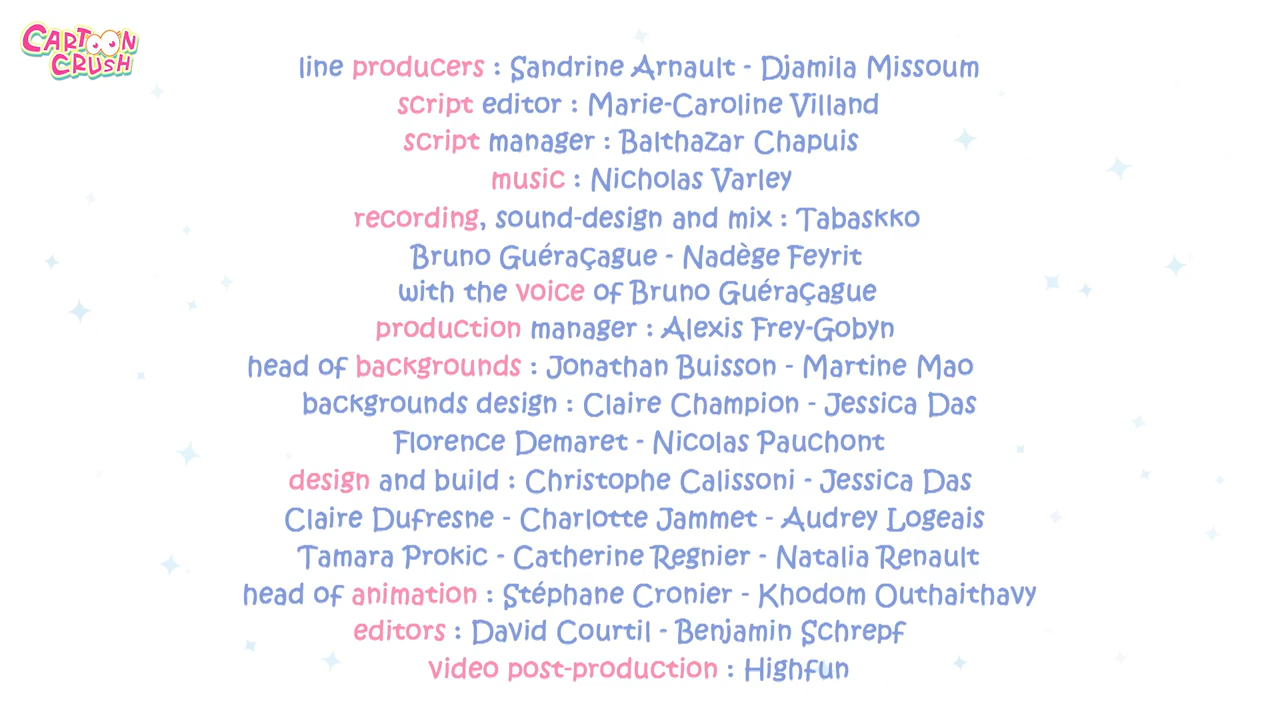 CARTOON
CRUSH
line producers : Sandrine Arnault - Djamila Missoum
script editor : Marie-Caroline Villand
script manager : Balthazar Chapuis
music : Nicholas Varley
recording, sound-design and mix : Tabaskko
Bruno Guéraçague - Nadège Feyrit
with the voice of Bruno Guéraçague
production manager : Alexis Frey-Gobyn
head of backgrounds : Jonathan Buisson - Martine Mao
backgrounds design : Claire Champion - Jessica Das
Florence Demaret - Nicolas Pauchont
design and build : Christophe Calissoni - Jessica Das
Claire Dufresne - Charlotte Jammet - Audrey Logeais
Tamara Prokic - Catherine Regnier - Natalia Renault
head of animation : Stéphane Cronier - Khodom Outhaithavy
editors : David Courtil - Benjamin Schrepf
video post-production : Highfun